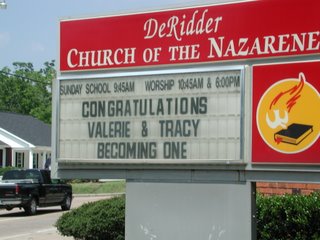 DeRidder
CHURCH OF THE NAZARENE
SUNDAY SCHOOL 9:45AM WORSHIP 10:45AM & 6:00PM
CONGRATULATIONS
VALERIE & TRACY
BECOMING ONE